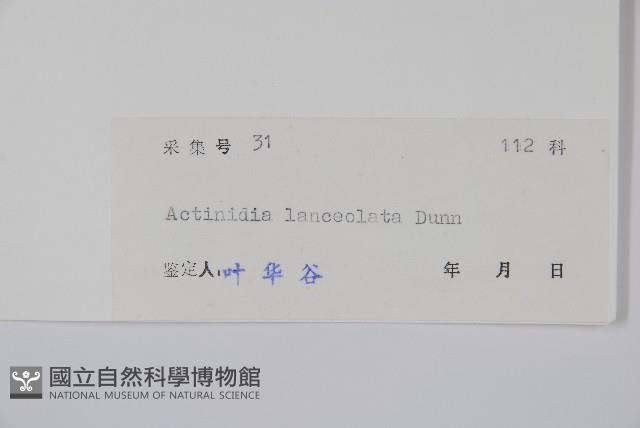 采集号 31 112 科
Actinidia lanceolata Dunn
鉴定人: 叶华谷 年 月 日
國立自然科學博物館
NATIONAL MUSEUM OF NATURAL SCIENCE